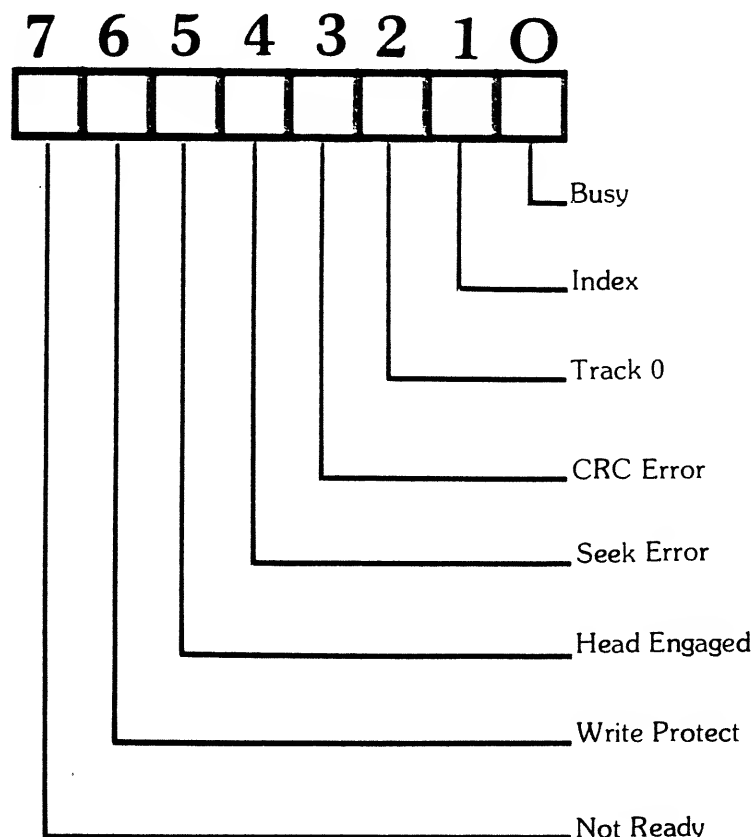 7 6 5 4 3 2 1 0
Busy
Index
Track 0
CRC Error
Seek Error
Head Engaged
Write Protect
Not Ready